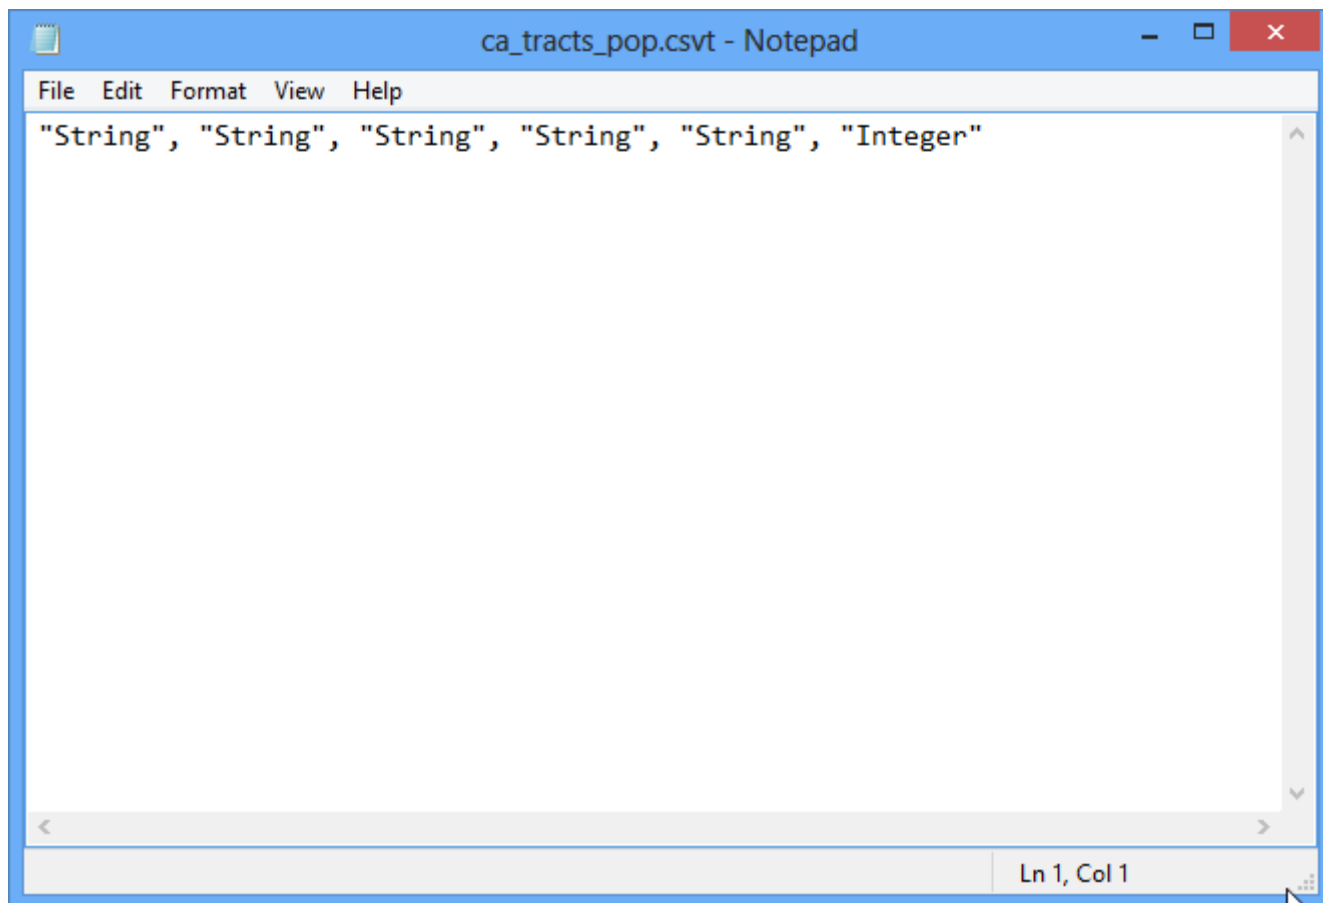 ca_tracts_pop.csvt - Notepad
File Edit Format View Help
"String", "String", "String", "String", "String", "Integer"
Ln 1, Col 1